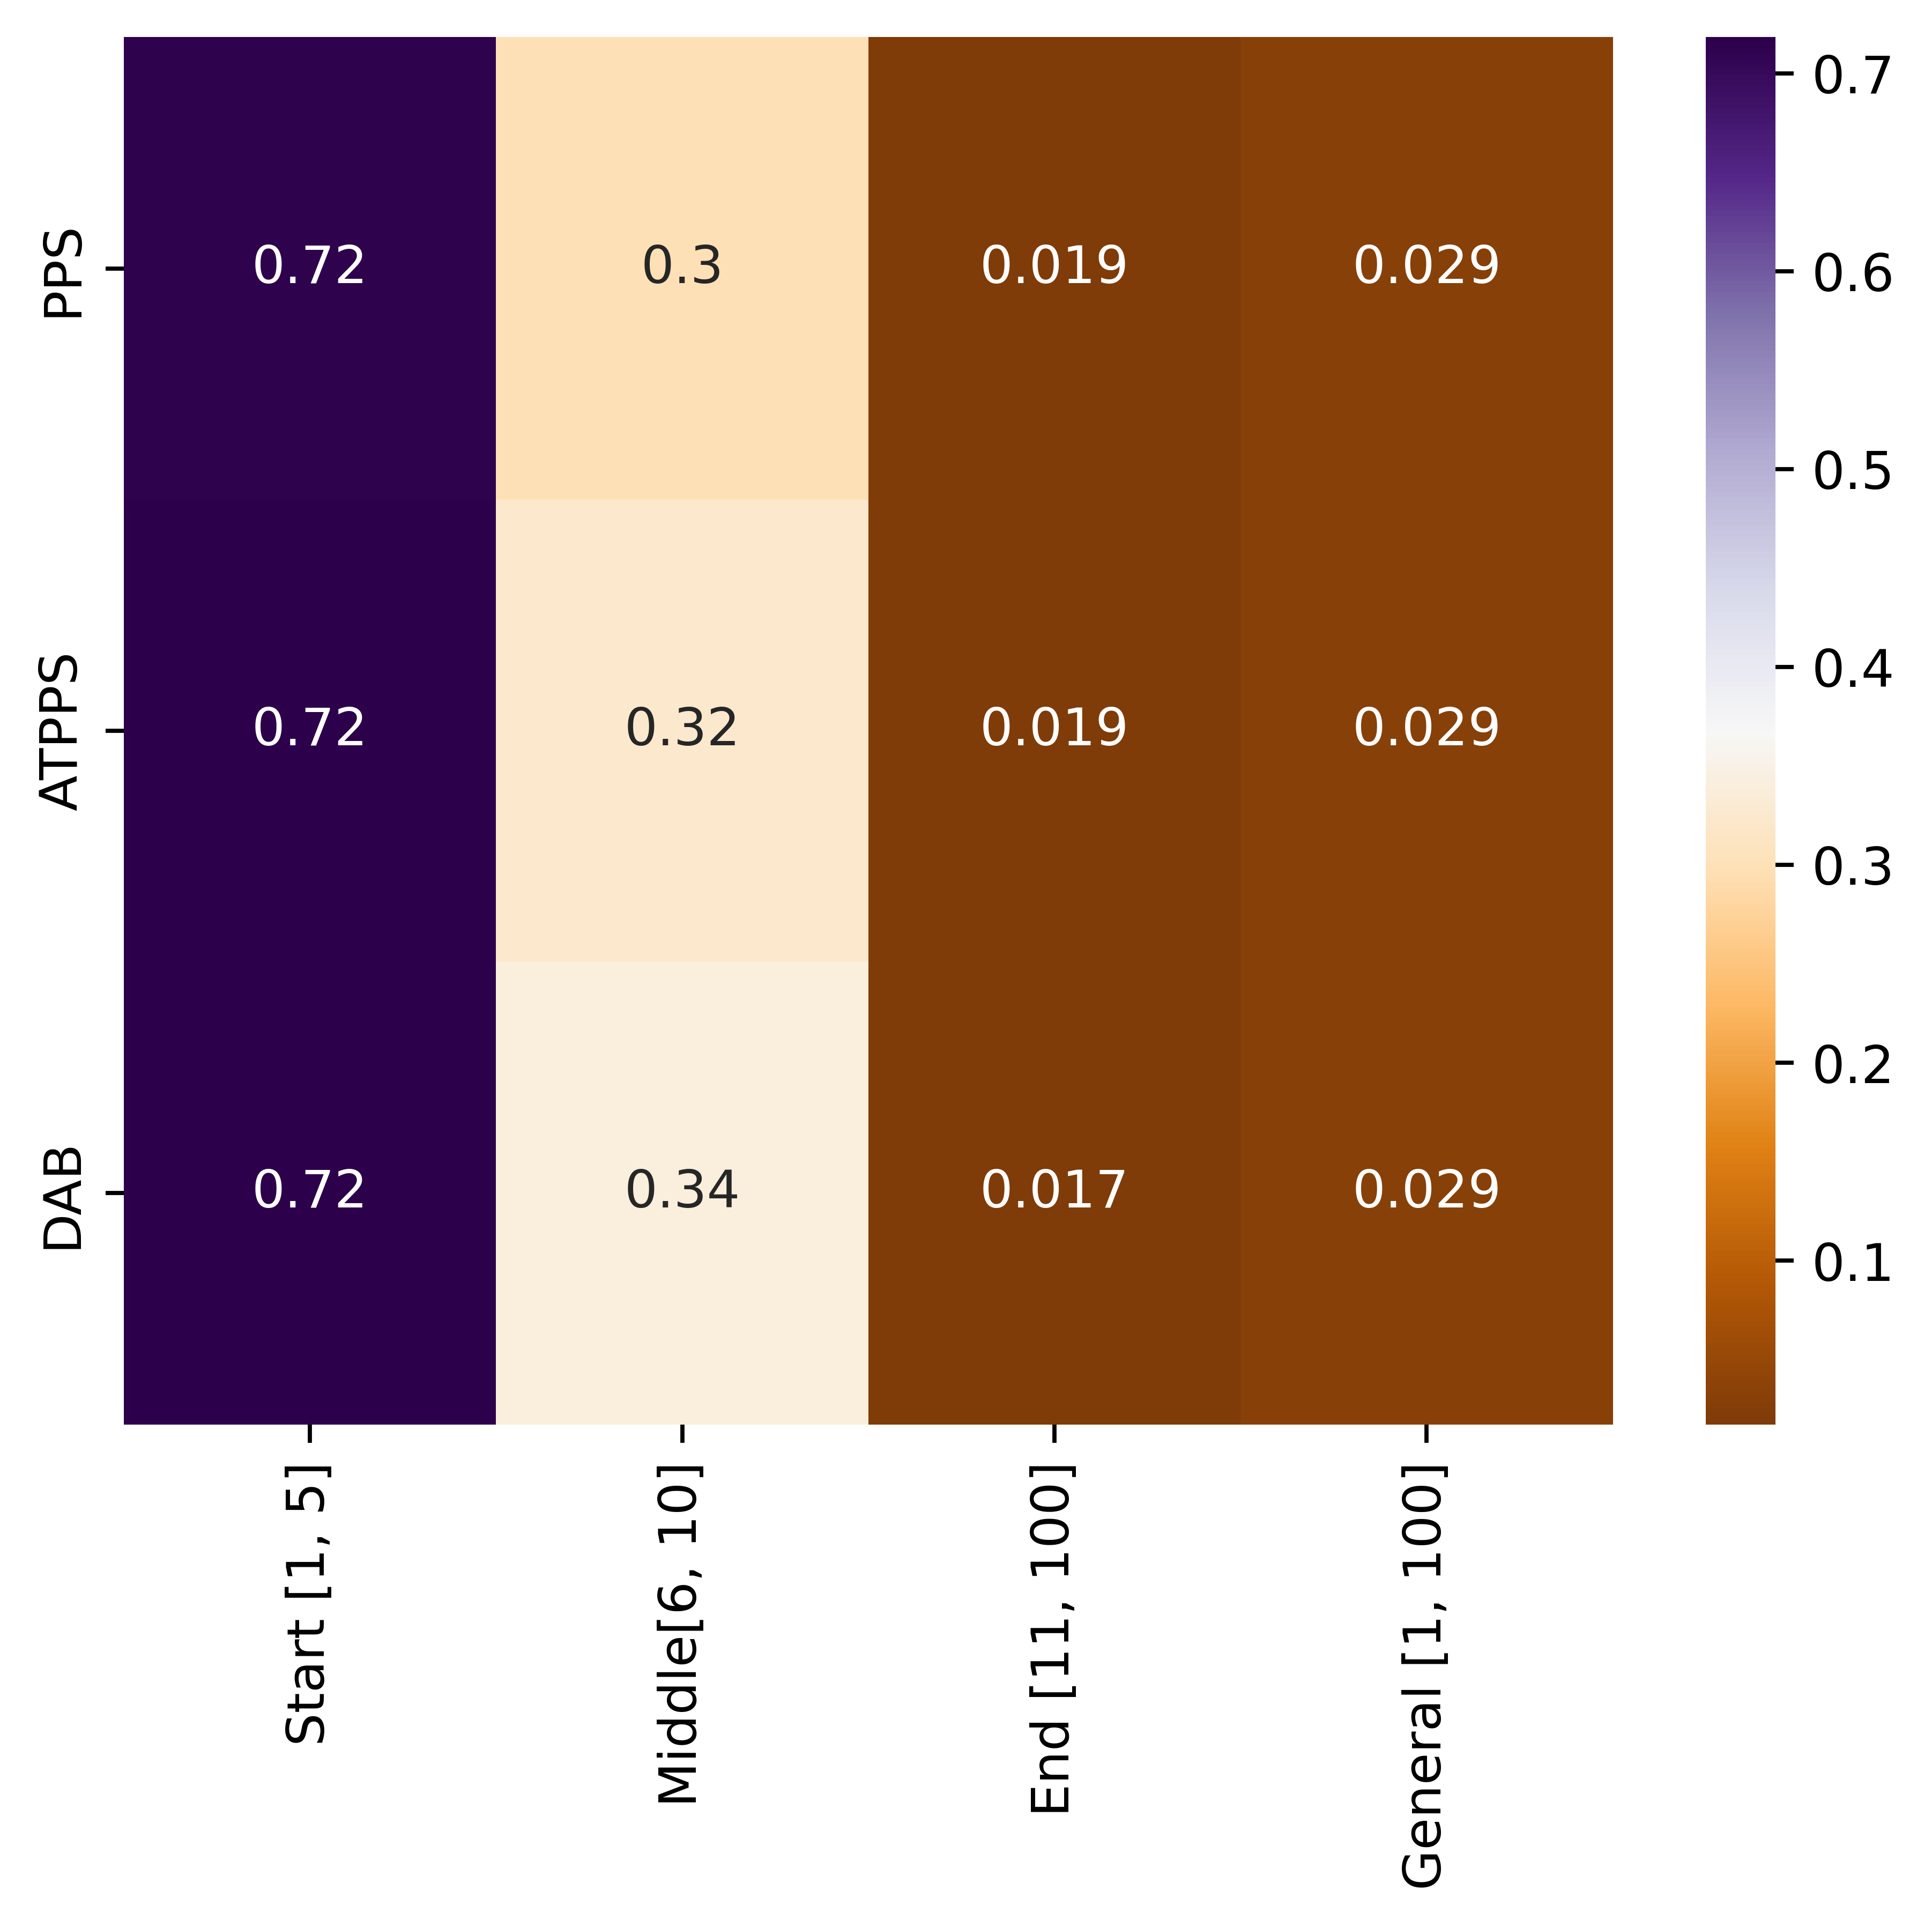 PPS 0.72 0.3 0.019 0.029
ATPPS 0.72 0.32 0.019 0.029
DAB 0.72 0.34 0.017 0.029
Start [1, 5]
Middle[6, 10]
End [11, 100]
General [1, 100]
0.7
0.6
0.5
0.4
0.3
0.2
0.1